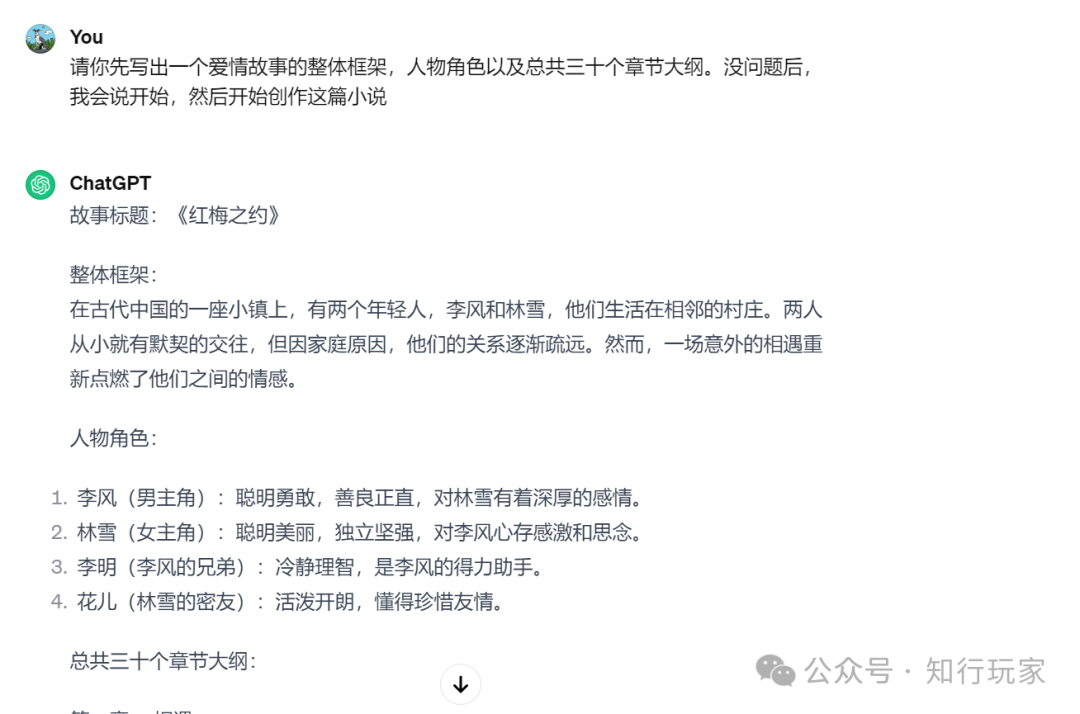 You
请你先写出一个爱情故事的整体框架，人物角色以及总共三十个章节大纲。没问题后，
我会说开始，然后开始创作这篇小说
ChatGPT
故事标题：《红梅之约》
整体框架：
在古代中国的一座小镇上，有两个年轻人，李风和林雪，他们生活在相邻的村庄。两人
从小就有默契的交往，但因家庭原因，他们的关系逐渐疏远。然而，一场意外的相遇重
新点燃了他们之间的情感。
人物角色：
1. 李风（男主角）：聪明勇敢，善良正直，对林雪有着深厚的感情。
2. 林雪（女主角）：聪明美丽，独立坚强，对李风心存感激和思念。
3. 李明（李风的兄弟）：冷静理智，是李风的得力助手。
4. 花儿（林雪的密友）：活泼开朗，懂得珍惜友情。
总共三十个章节大纲：
公众号 · 知行玩家